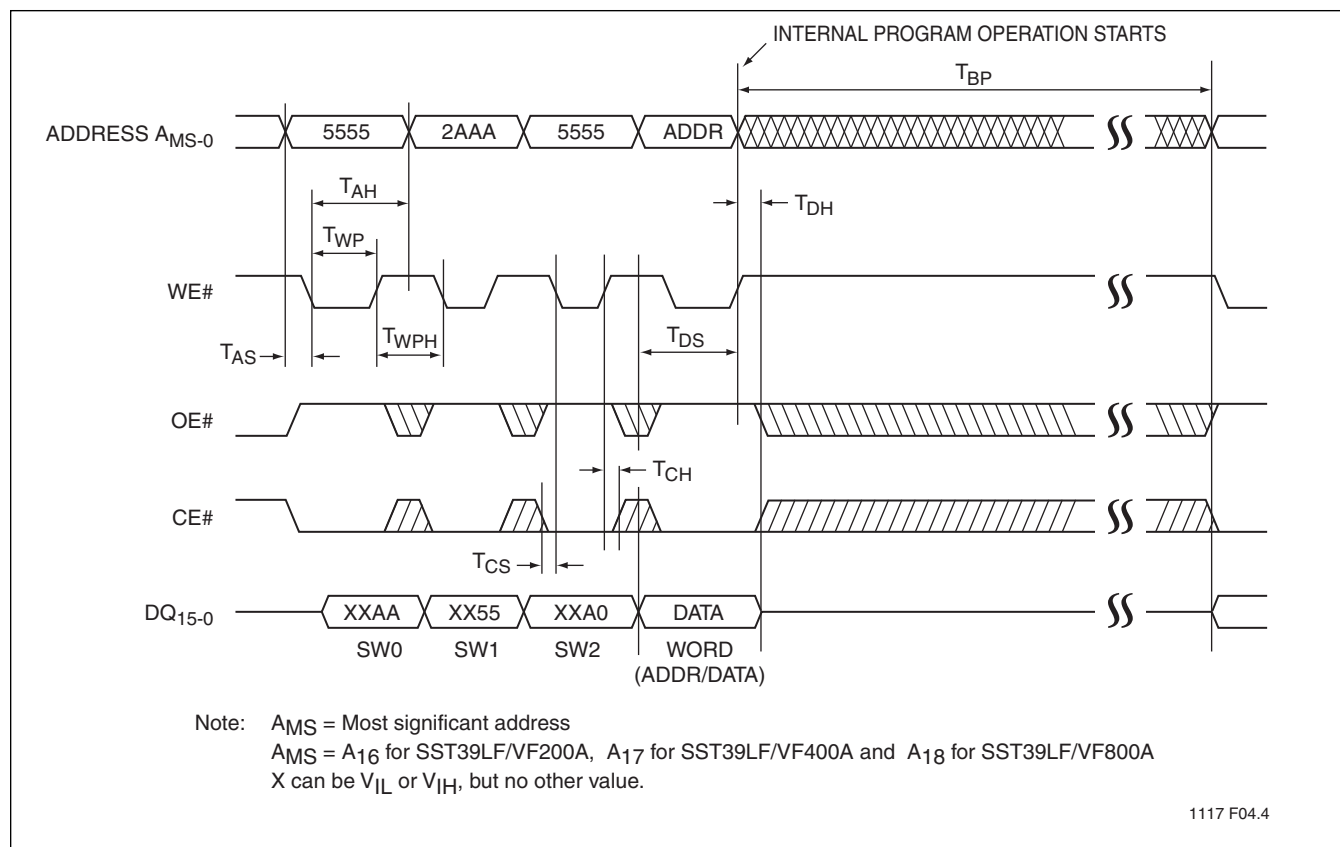 INTERNAL PROGRAM OPERATION STARTS
TBP
ADDRESS AMS-0
5555 2AAA 5555 ADDR
TAH
TDH
TWP
WE#
TWPH
TDS
TAS
OE#
TCH
CE#
TCS
DQ15-0
XXAA XX55 XXA0 DATA
SW0 SW1 SW2 WORD
(ADDR/DATA)
Note: AMS = Most significant address
AMS = A16 for SST39LF/VF200A, A17 for SST39LF/VF400A and A18 for SST39LF/VF800A
X can be VIL or VIH, but no other value.
1117 F04.4